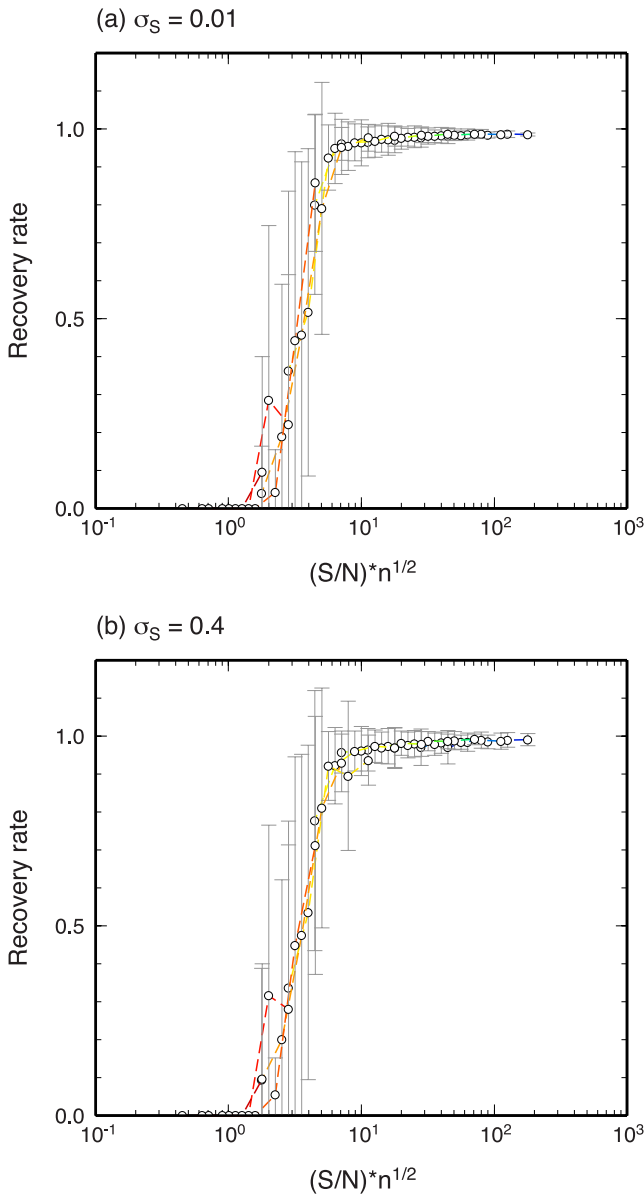 (a) σS = 0.01
Recovery rate
1.0
0.5
0.0
10-1 100 101 102 103
(S/N)*n1/2
(b) σS = 0.4
Recovery rate
1.0
0.5
0.0
10-1 100 101 102 103
(S/N)*n1/2